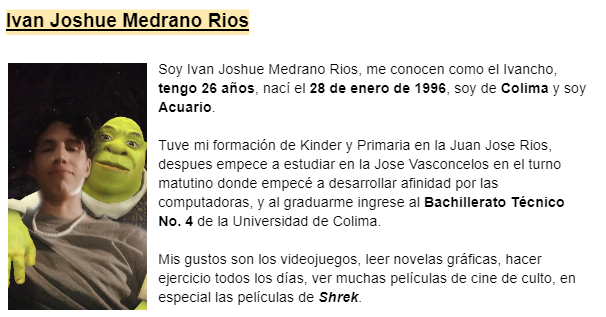 Ivan Joshue Medrano Rios
Soy Ivan Joshue Medrano Rios, me conocen como el Ivancho,
tengo 26 años, nací el 28 de enero de 1996, soy de Colima y soy
Acuario.
Tuve mi formación de Kinder y Primaria en la Juan Jose Rios,
despues empece a estudiar en la Jose Vasconcelos en el turno
matutino donde empecé a desarrollar afinidad por las
computadoras, y al graduarme ingrese al Bachillerato Técnico
No. 4 de la Universidad de Colima.
Mis gustos son los videojuegos, leer novelas gráficas, hacer
ejercicio todos los días, ver muchas películas de cine de culto, en
especial las películas de Shrek.